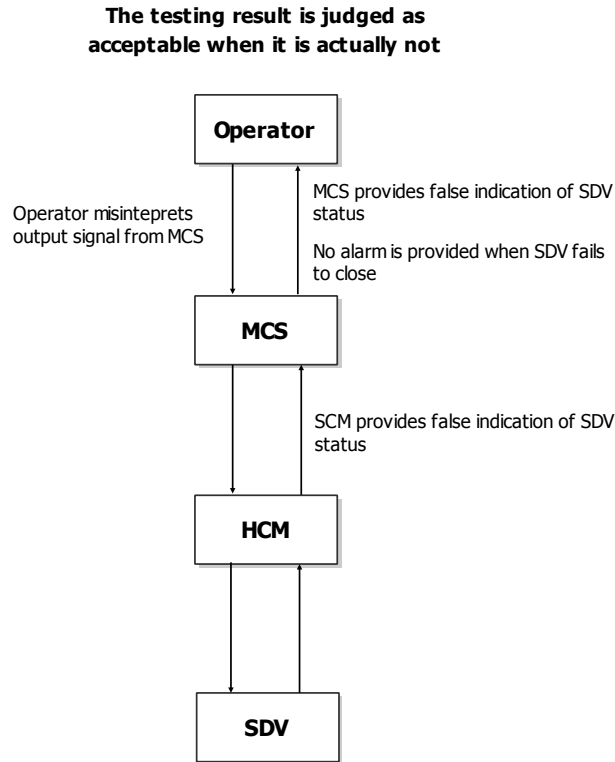 The testing result is judged as
acceptable when it is actually not
Operator
Operator misinteprets
output signal from MCS
MCS provides false indication of SDV
status
No alarm is provided when SDV fails
to close
MCS
SCM provides false indication of SDV
status
HCM
SDV